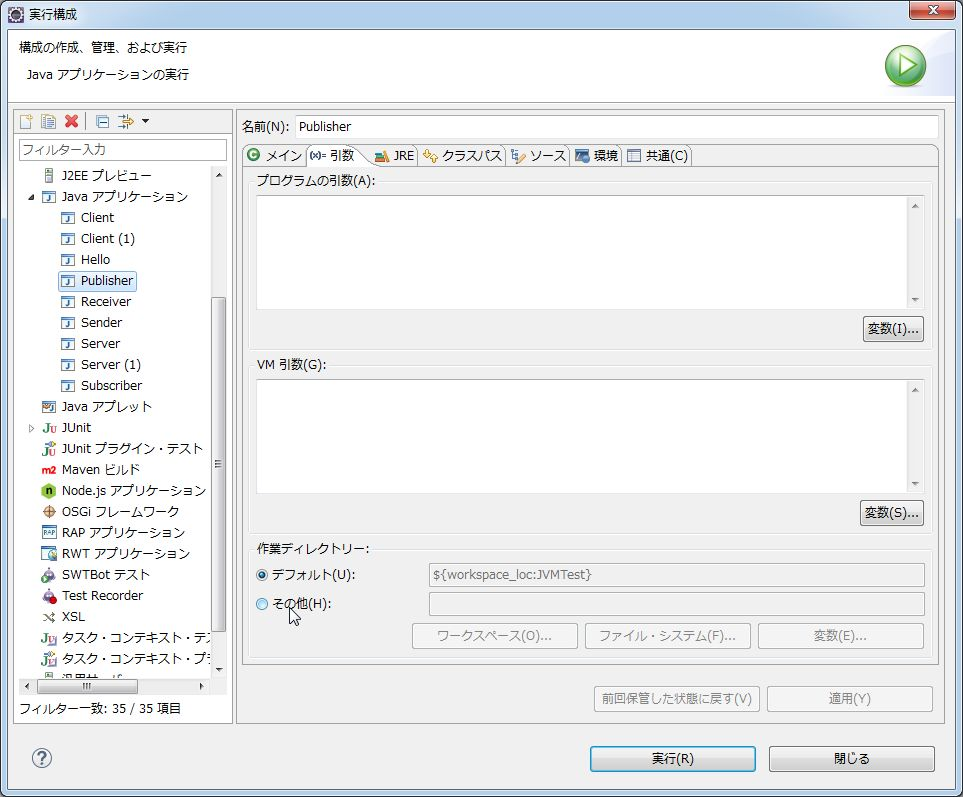 実行構成
構成の作成、管理、および実行
Java アプリケーションの実行
フィルター入力
J2EE プレビュー
Java アプリケーション
Client
Client (1)
Hello
Publisher
Receiver
Sender
Server
Server (1)
Subscriber
Java アプレット
JUnit
JUnit プラグイン・テスト
Maven ビルド
Node.js アプリケーション
OSGi フレームワーク
RAP アプリケーション
RWT アプリケーション
SWTBot テスト
Test Recorder
XSL
タスク・コンテキスト・テス
タスク・コンテキスト・プラ
フィルター一致: 35 / 35 項目
名前(N): Publisher
メイン (x)= 引数 JRE クラスパス ソース 環境 共通(C)
プログラムの引数(A):
変数(I)...
VM 引数(G):
変数(S)...
作業ディレクトリー:
デフォルト(U): ${workspace_loc:JVMTest}
その他(H):
ワークスペース(O)... ファイル・システム(F)... 変数(E)...
前回保管した状態に戻す(V) 適用(Y)
実行(R) 閉じる